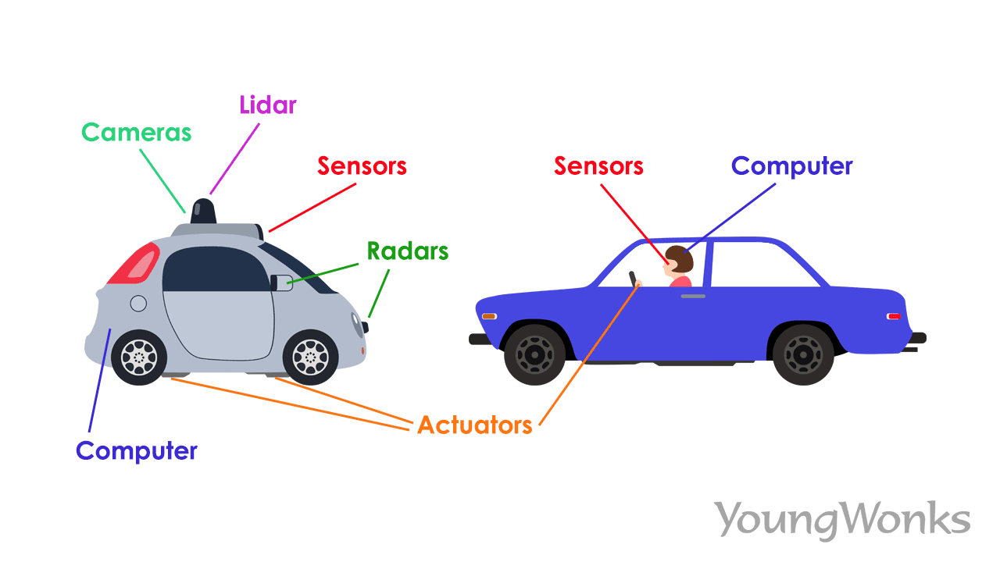 Lidar
Cameras
Sensors
Radars
Computer
Sensors
Computer
Actuators
YoungWonks